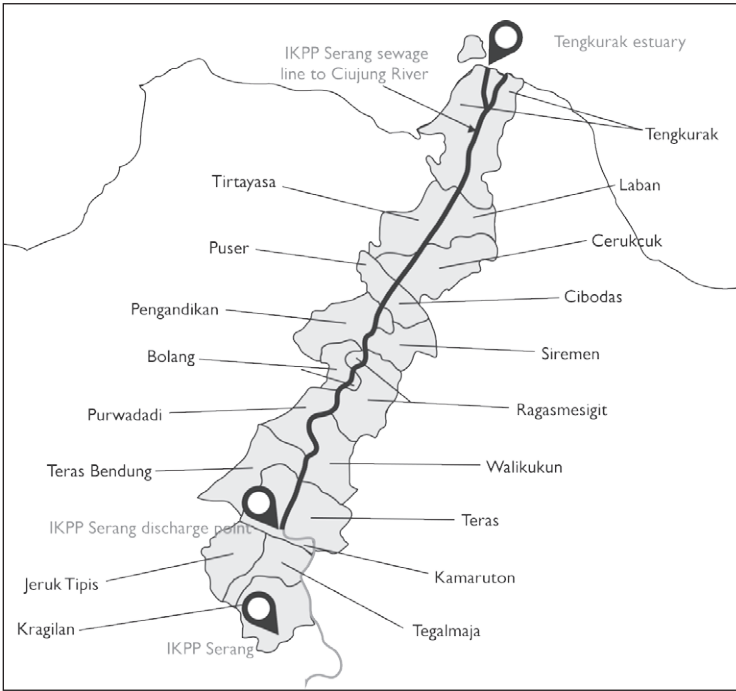 Tengkurak estuary
IKPP Serang sewage
line to Ciujung River
Tengkurak
Tirtayasa
Laban
Cerukcuk
Puser
Cibodas
Pengandikan
Siremen
Bolang
Ragasmesigit
Purwadadi
Walikukun
Teras Bendung
Teras
IKPP Serang discharge point
Kamaruton
Jeruk Tipis
Tegalmaja
Kragilan
IKPP Serang